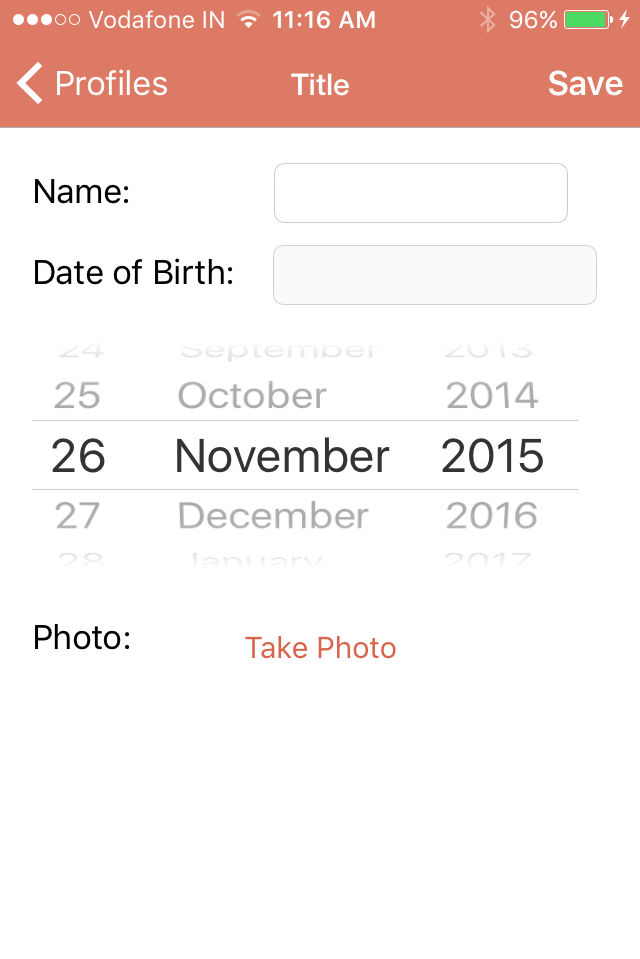 Vodafone IN 11:16 AM 96%
Profiles Title Save
Name:
Date of Birth:
24 September 2013
25 October 2014
26 November 2015
27 December 2016
28 January 2017
Photo: Take Photo